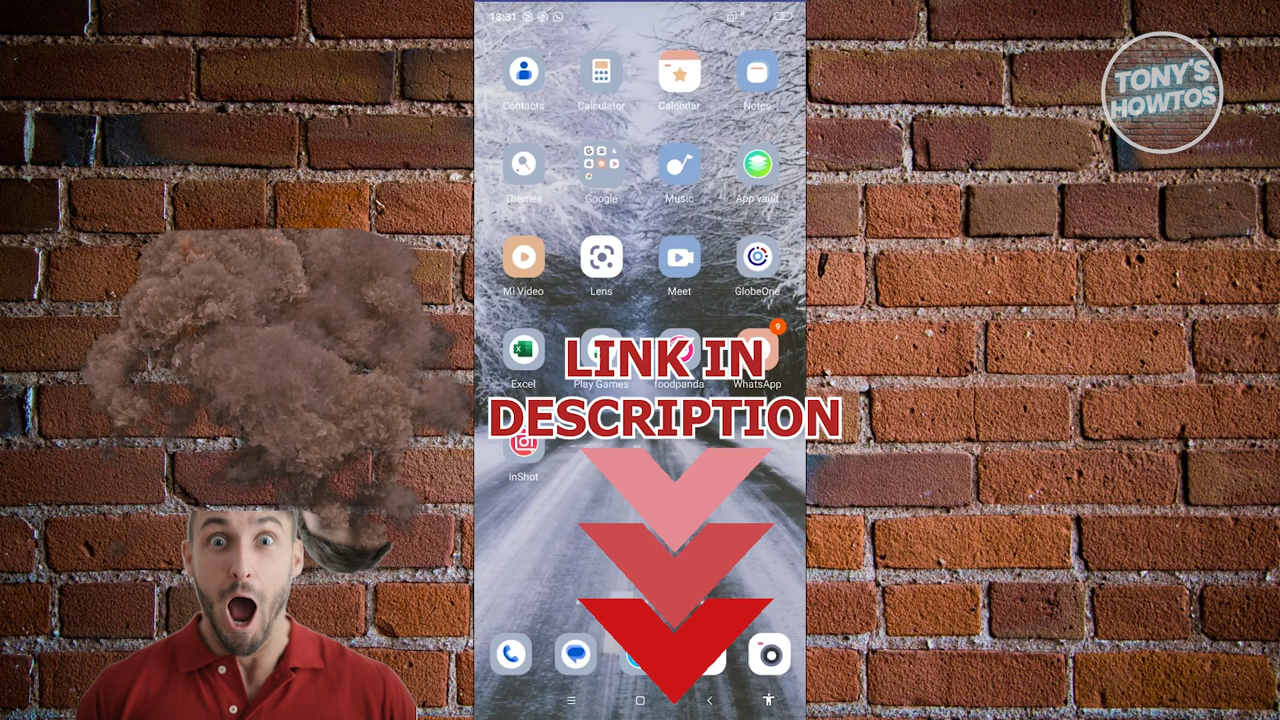 18:31
TONY'S
HOWTOS
Contacts Calculator Calendar Notes
Themes Google Music App vault
Mi Video Lens Meet GlobeOne
9
LINK IN
Excel Play Games foodpanda WhatsApp
DESCRIPTION
InShot